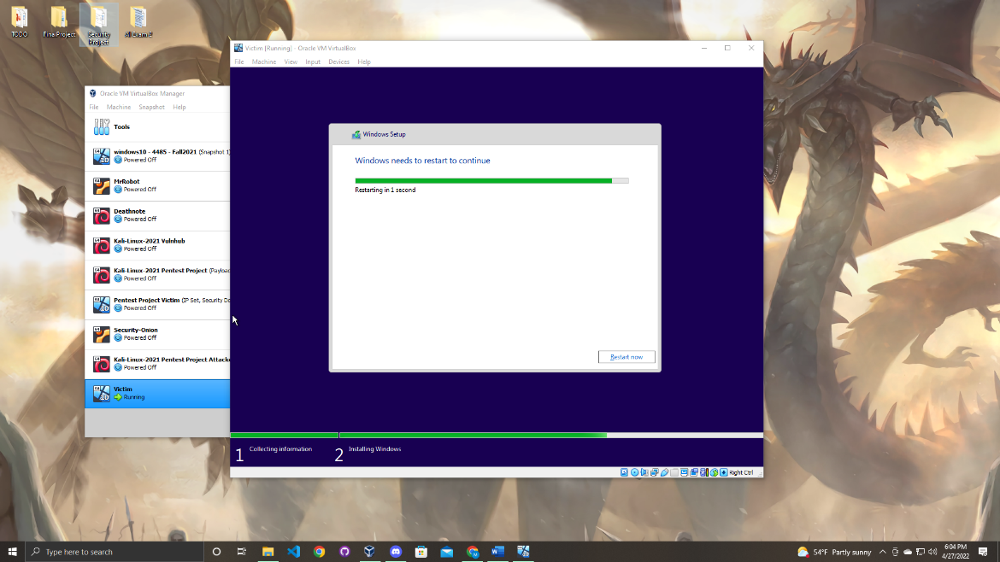 TODO
Final Project
Security Project
AI Exam 2
Victim [Running] - Oracle VM VirtualBox
File Machine View Input Devices Help
Oracle VM VirtualBox Manager
File Machine Snapshot Help
Tools
windows10 - 4485 - Fall2021 (Snapshot 1)
Powered Off
MrRobot
Powered Off
Deathnote
Powered Off
Kali-Linux-2021 Vulnhub
Powered Off
Kali-Linux-2021 Pentest Project (Payloa
Powered Off
Pentest Project Victim (IP Set, Security De
Powered Off
Security-Onion
Powered Off
Kali-Linux-2021 Pentest Project Attacke
Powered Off
Victim
Running
Windows Setup
Windows needs to restart to continue
Restarting in 1 second
Restart now
1 Collecting information 2 Installing Windows
Right Ctrl
Type here to search
54°F Partly sunny
6:04 PM
4/27/2022